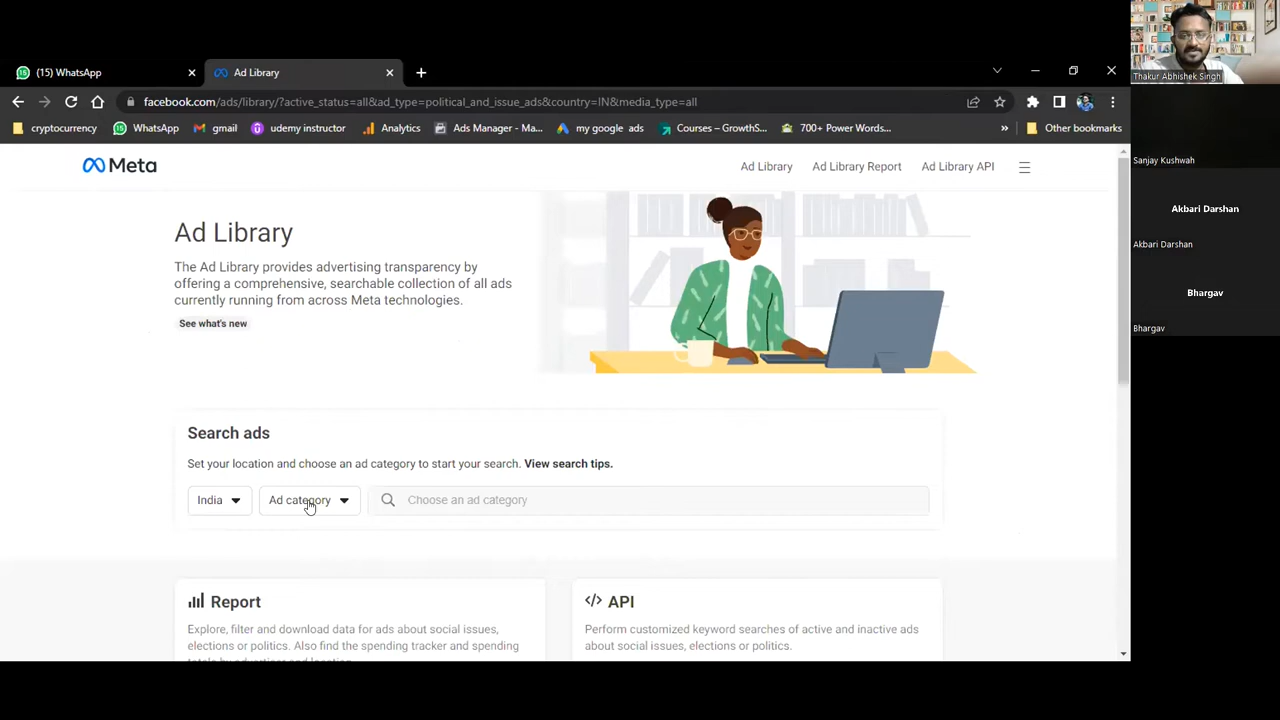 (15) WhatsApp
Ad Library
facebook.com/ads/library/?active_status=all&ad_type=political_and_issue_ads&country=IN&media_type=all
cryptocurrency
WhatsApp
gmail
udemy instructor
Analytics
Ads Manager - Ma...
my google ads
Courses – GrowthS...
700+ Power Words...
»
Other bookmarks
Meta
Ad Library
Ad Library Report
Ad Library API
Ad Library
The Ad Library provides advertising transparency by
offering a comprehensive, searchable collection of all ads
currently running from across Meta technologies.
See what's new
Search ads
Set your location and choose an ad category to start your search. View search tips.
India
Ad category
Choose an ad category
Report
Explore, filter and download data for ads about social issues,
elections or politics. Also find the spending tracker and spending
totals by advertiser and location.
</> API
Perform customized keyword searches of active and inactive ads
about social issues, elections or politics.
Thakur Abhishek Singh
Sanjay Kushwah
Akbari Darshan
Akbari Darshan
Bhargav
Bhargav